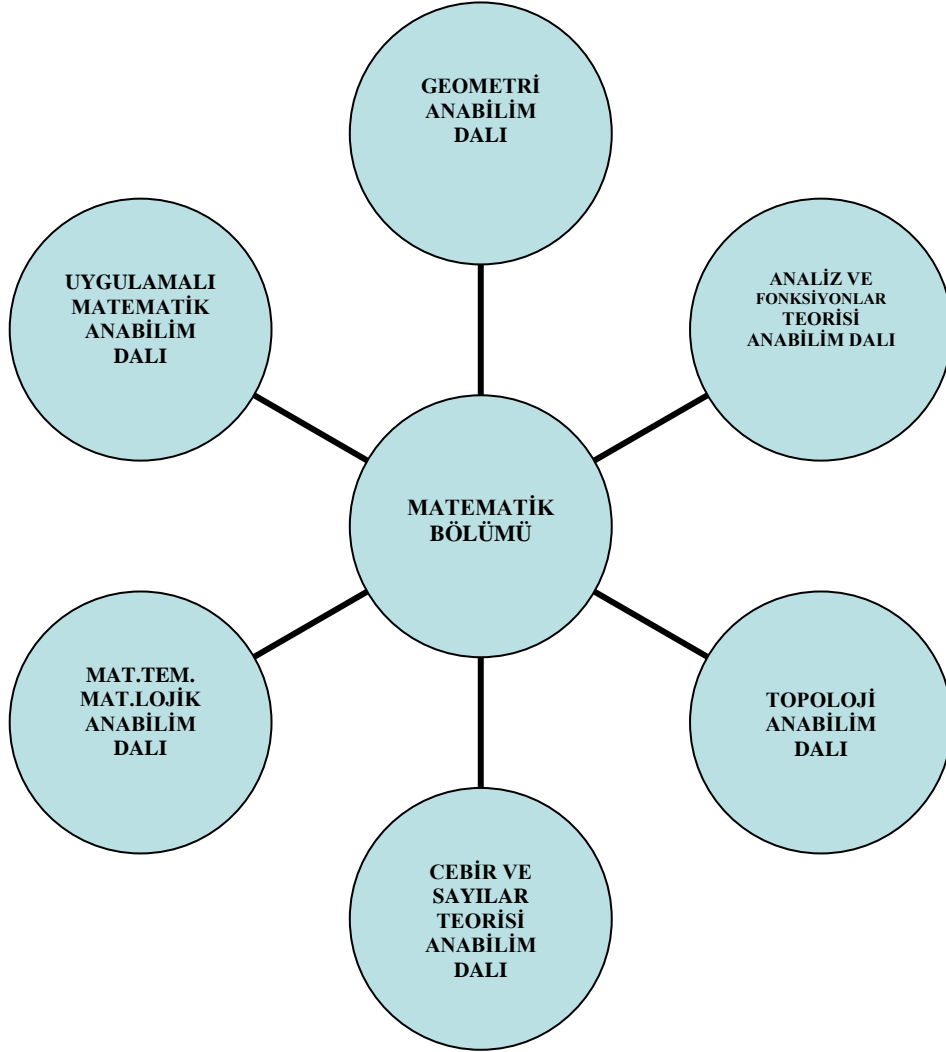 GEOMETRİ
ANABİLİM
DALI
UYGULAMALI
MATEMATİK
ANABİLİM
DALI
ANALİZ VE
FONKSİYONLAR
TEORİSİ
ANABİLİM DALI
MATEMATİK
BÖLÜMÜ
MAT.TEM.
MAT.LOJİK
ANABİLİM
DALI
TOPOLOJİ
ANABİLİM
DALI
CEBİR VE
SAYILAR
TEORİSİ
ANABİLİM
DALI